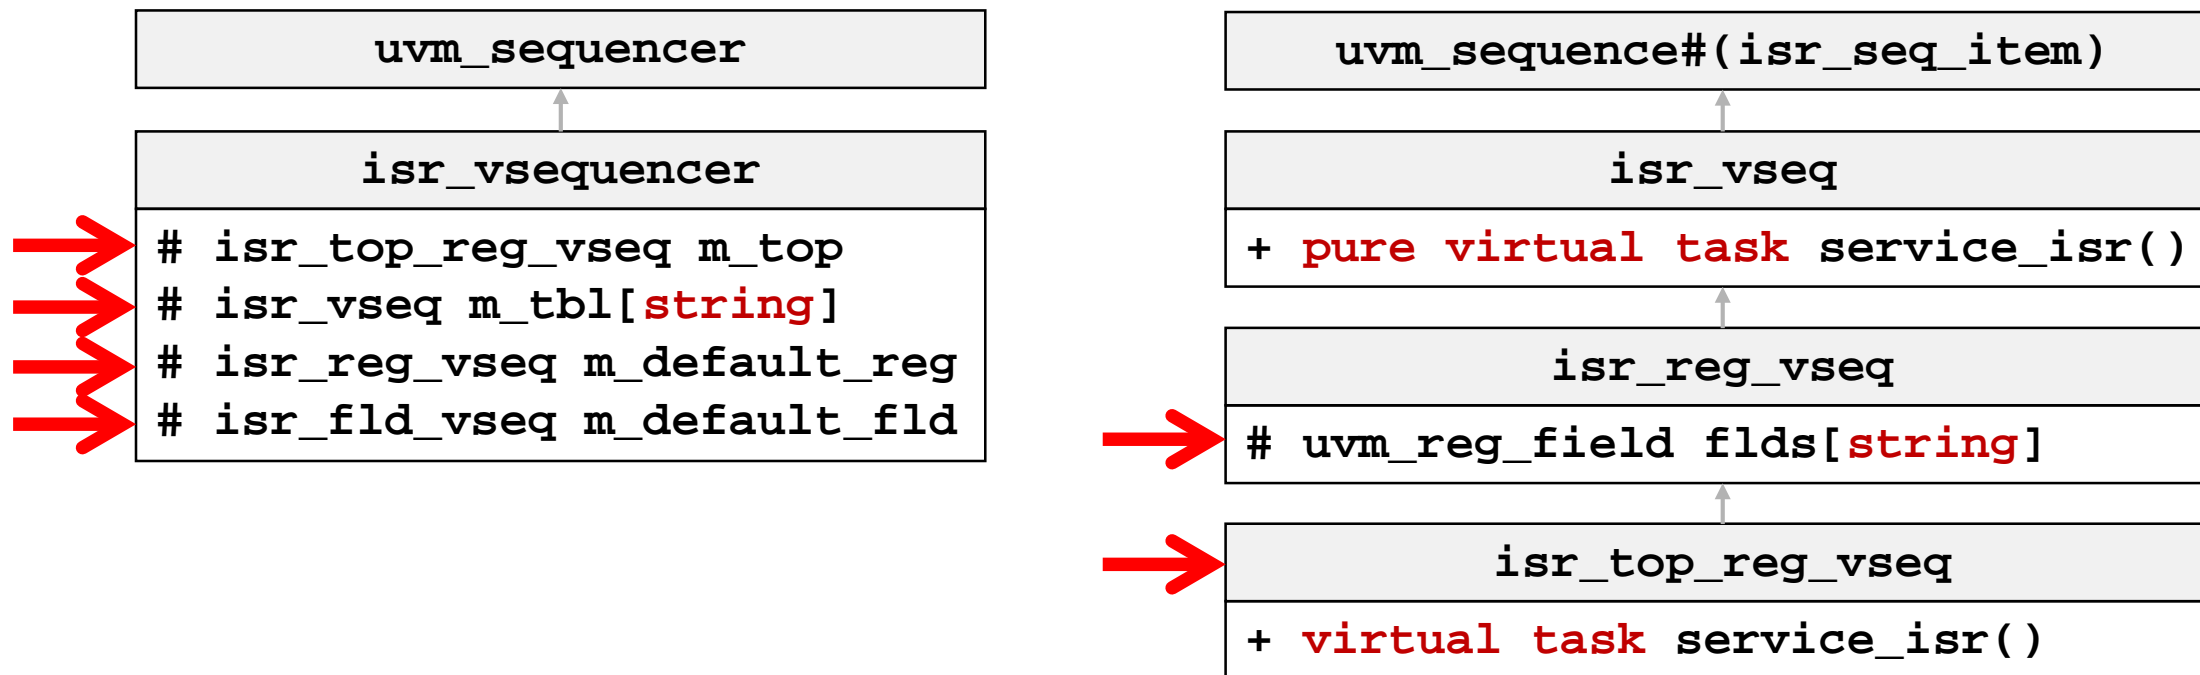 uvm_sequencer
isr_vsequencer
# isr_top_reg_vseq m_top
# isr_vseq m_tbl[string]
# isr_reg_vseq m_default_reg
# isr_fld_vseq m_default_fld
uvm_sequence#(isr_seq_item)
isr_vseq
+ pure virtual task service_isr()
isr_reg_vseq
# uvm_reg_field flds[string]
isr_top_reg_vseq
+ virtual task service_isr()